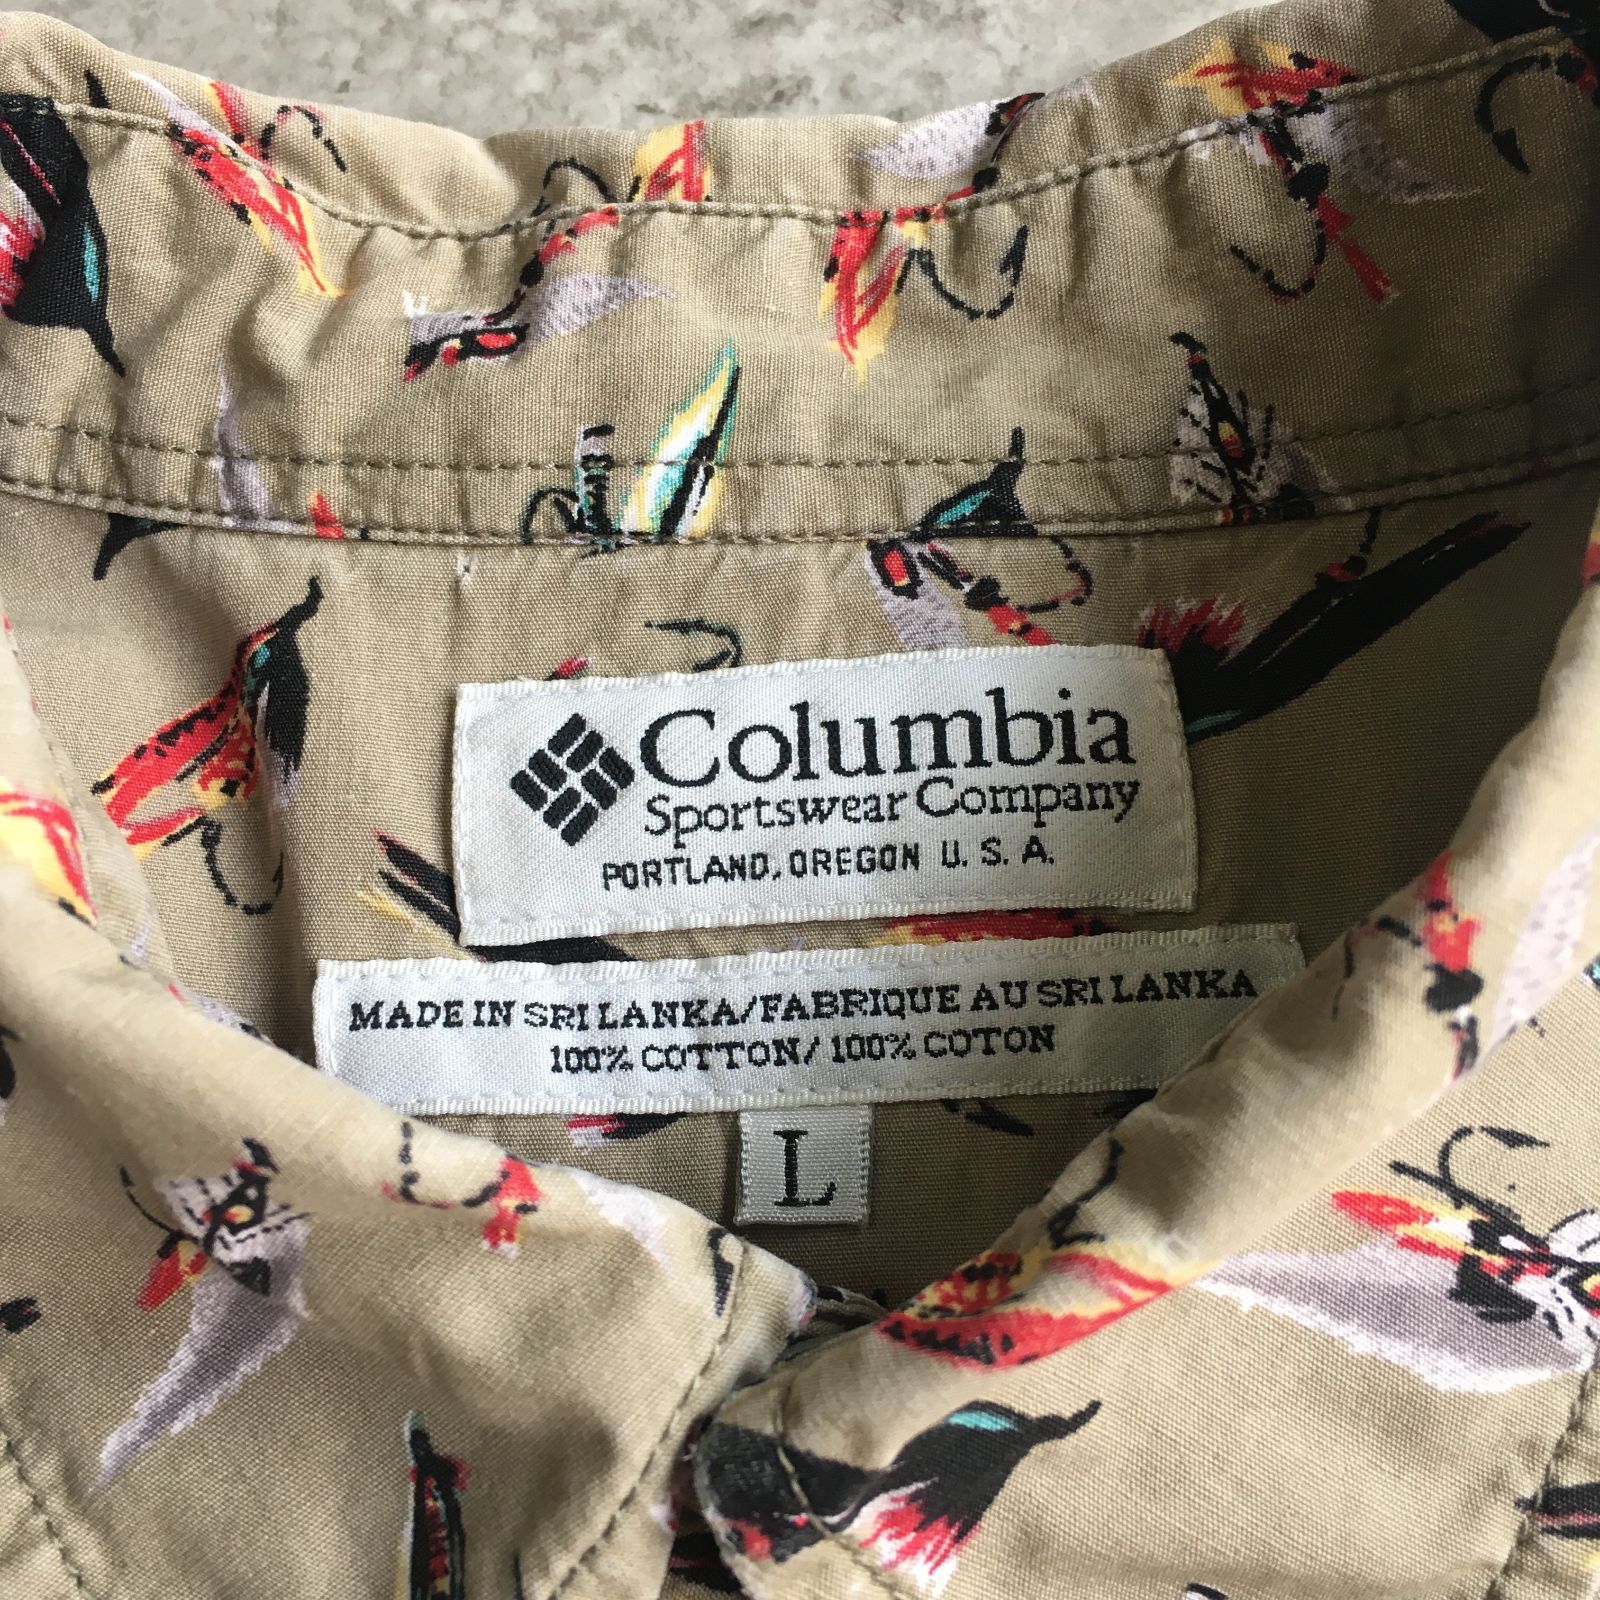 Columbia
Sportswear Company
PORTLAND, OREGON U. S. A.
MADE IN SRI LANKA/FABRIQUE AU SRI LANKA
100% COTTON/ 100% COTON
L